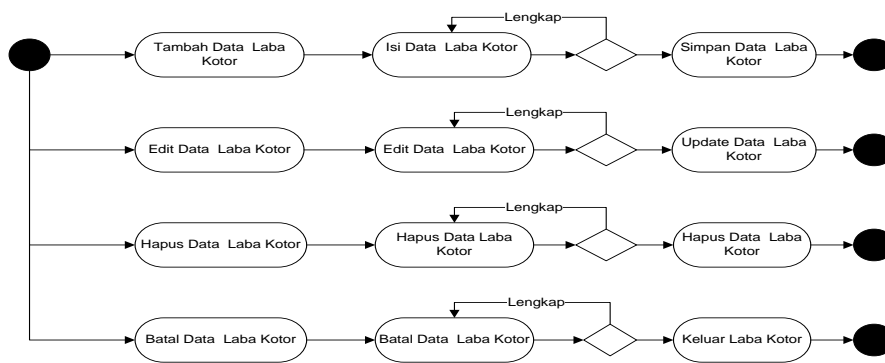 Lengkap
Tambah Data Laba
Kotor
Isi Data Laba Kotor
Simpan Data Laba
Kotor
Lengkap
Edit Data Laba Kotor
Edit Data Laba Kotor
Update Data Laba
Kotor
Lengkap
Hapus Data Laba Kotor
Hapus Data Laba
Kotor
Hapus Data Laba
Kotor
Lengkap
Batal Data Laba Kotor
Batal Data Laba Kotor
Keluar Laba Kotor